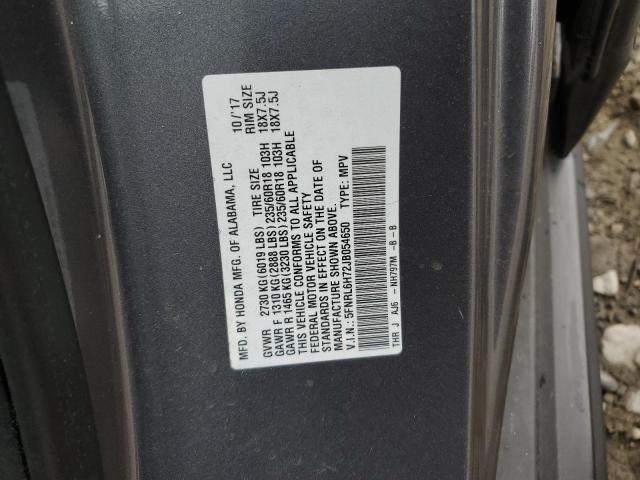 MFD. BY HONDA MFG. OF ALABAMA, LLC 10/'17
GVWR 2730 KG(6019 LBS) TIRE SIZE RIM SIZE
GAWR F 1310 KG(2888 LBS) 235/60R18 103H 18X7.5J
GAWR R 1465 KG(3230 LBS) 235/60R18 103H 18X7.5J
THIS VEHICLE CONFORMS TO ALL APPLICABLE
FEDERAL MOTOR VEHICLE SAFETY
STANDARDS IN EFFECT ON THE DATE OF
MANUFACTURE SHOWN ABOVE.
V.I.N.: 5FNRL6H72JB054650 TYPE: MPV
THR J AJ6 - NH797M -B - B